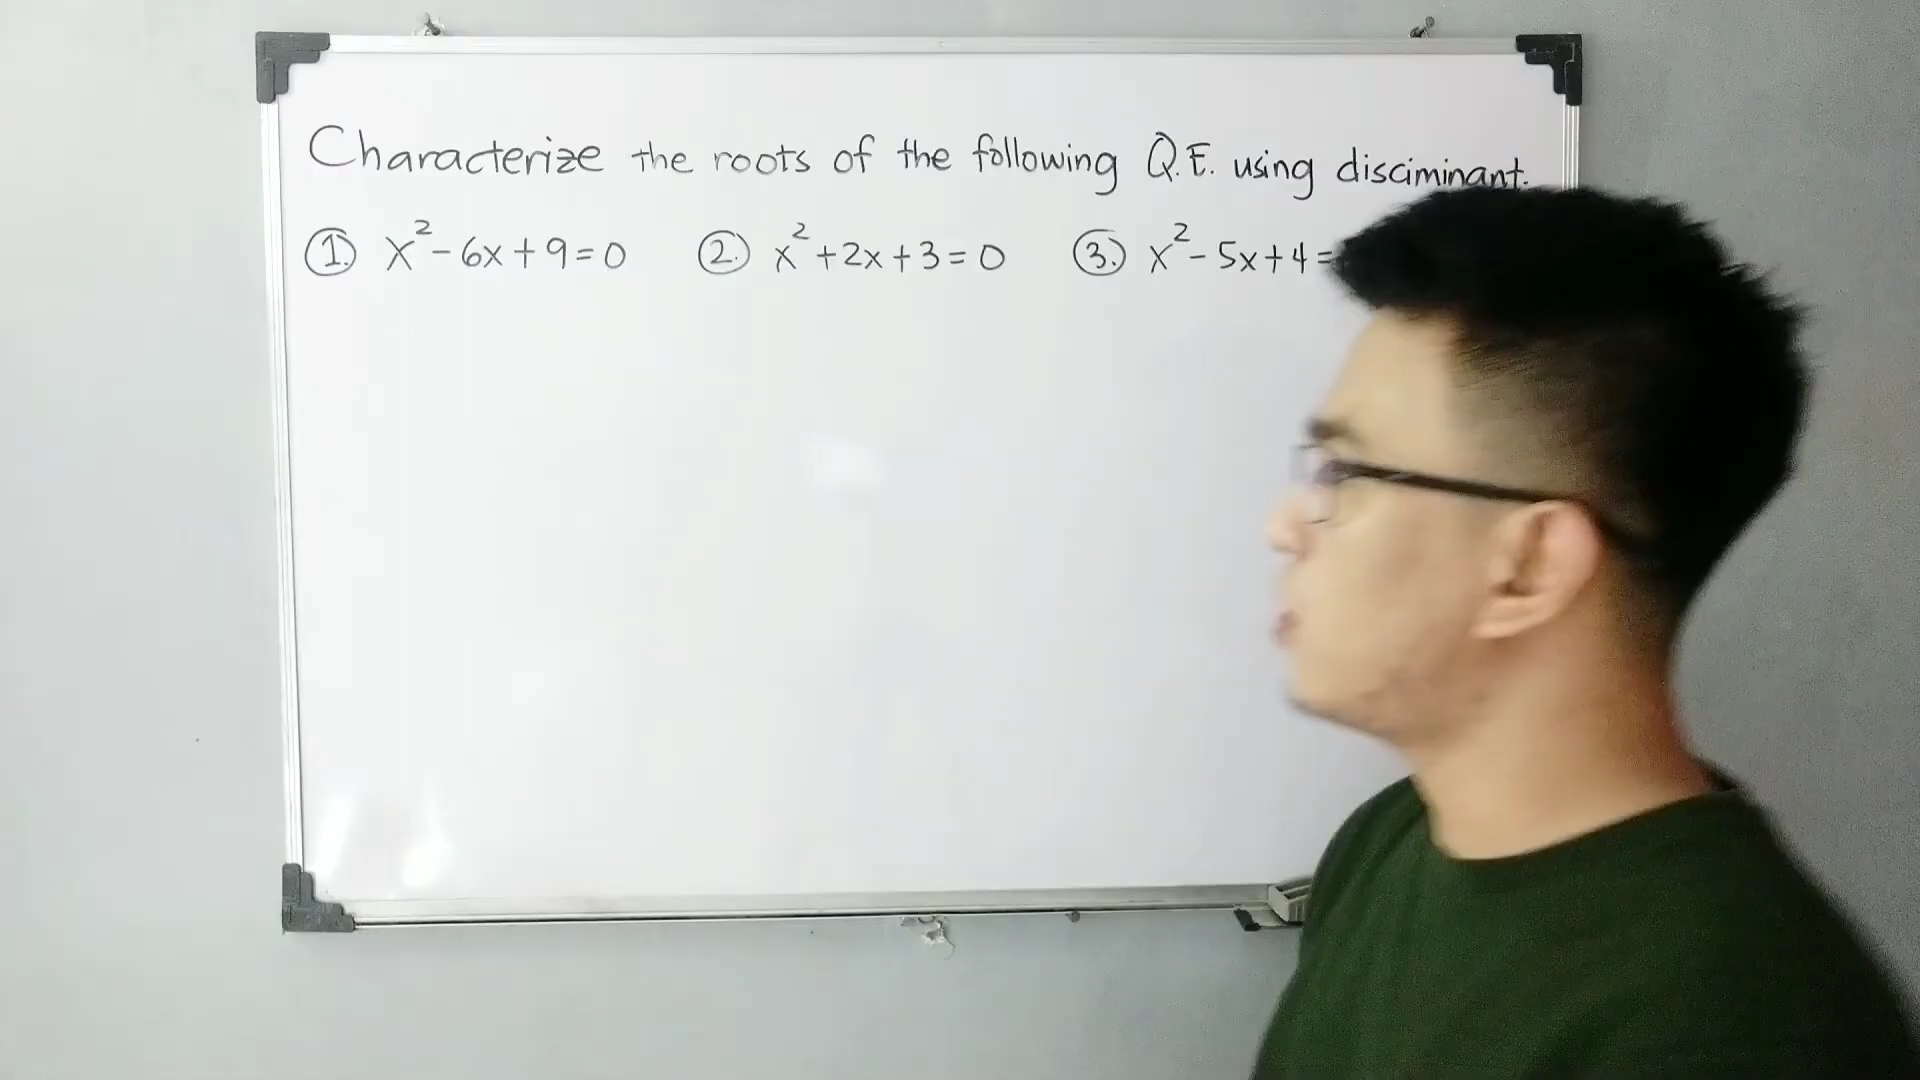 Characterize the roots of the following Q.E. using disciminant.
①. x² - 6x + 9 = 0 ②. x² + 2x + 3 = 0 ③. x² - 5x + 4 =